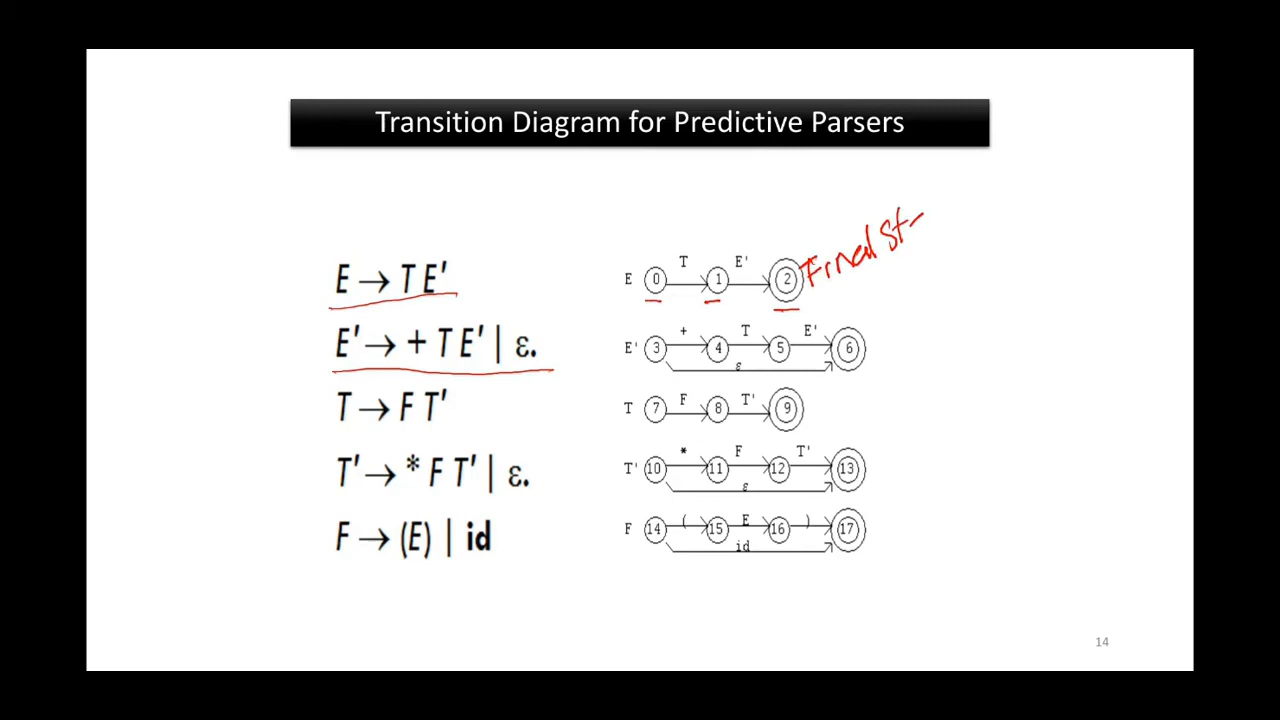 Transition Diagram for Predictive Parsers
Final St-
E → T E'
E' → + T E' | ε.
T → F T'
T' → * F T' | ε.
F → (E) | id
T E'
E 0 1 2
+ T E'
E' 3 4 5 6
ε
F T'
T 7 8 9
* F T'
T' 10 11 12 13
ε
( E )
F 14 15 16 17
id
14